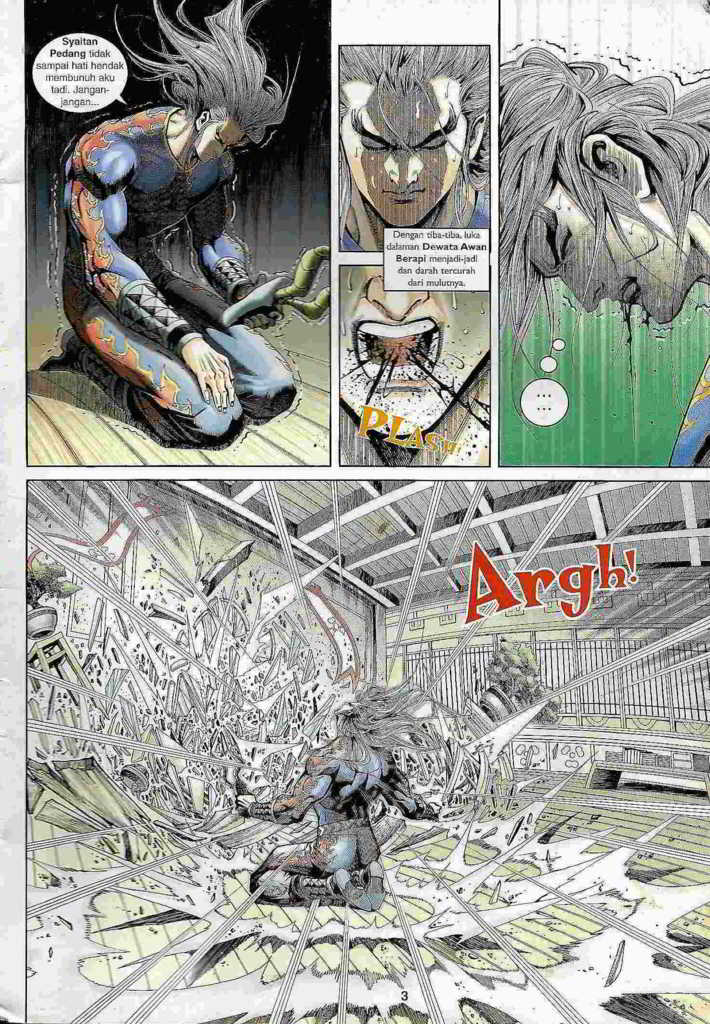 Syaitan
Pedang tidak
sampai hati hendak
membunuh aku
tadi. Jangan-
jangan...
Dengan tiba-tiba, luka
dalaman Dewata Awan
Berapi menjadi-jadi
dan darah tercurah
dari mulutnya.
PLASH
...
...
Argh!
3